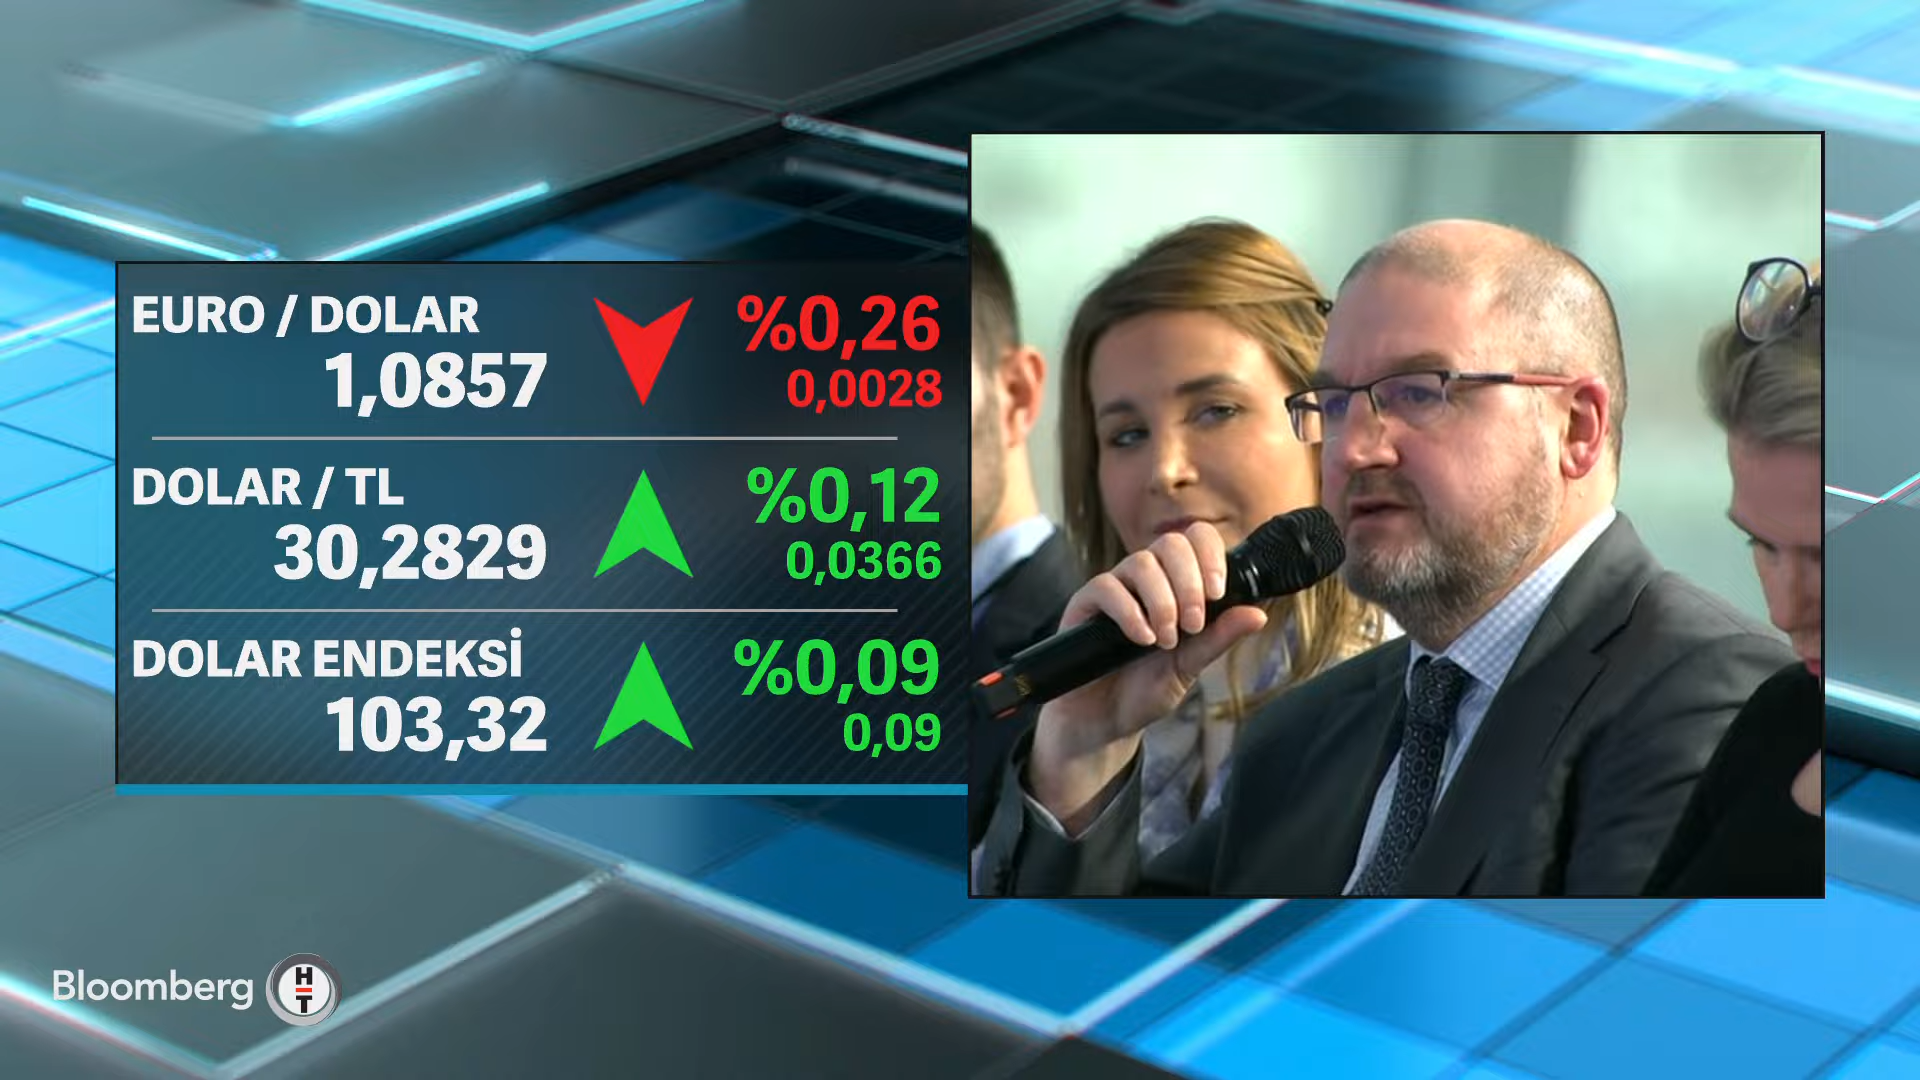 EURO / DOLAR
1,0857
%0,26
0,0028
DOLAR / TL
30,2829
%0,12
0,0366
DOLAR ENDEKSİ
103,32
%0,09
0,09
Bloomberg HT